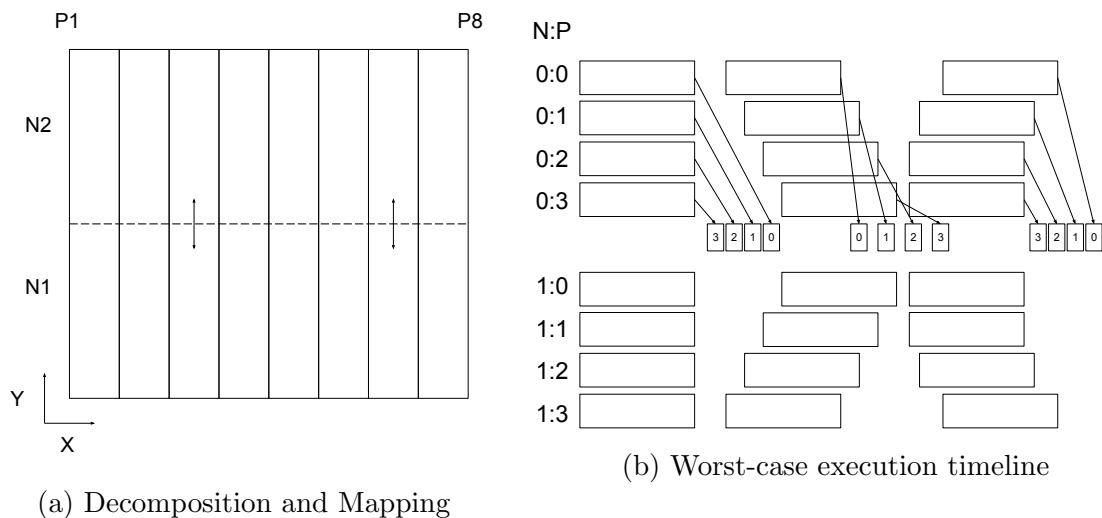 P1 P8
N2
N1
Y
X
(a) Decomposition and Mapping
N:P
0:0
0:1
0:2
0:3
3 2 1 0 0 1 2 3 3 2 1 0
1:0
1:1
1:2
1:3
(b) Worst-case execution timeline